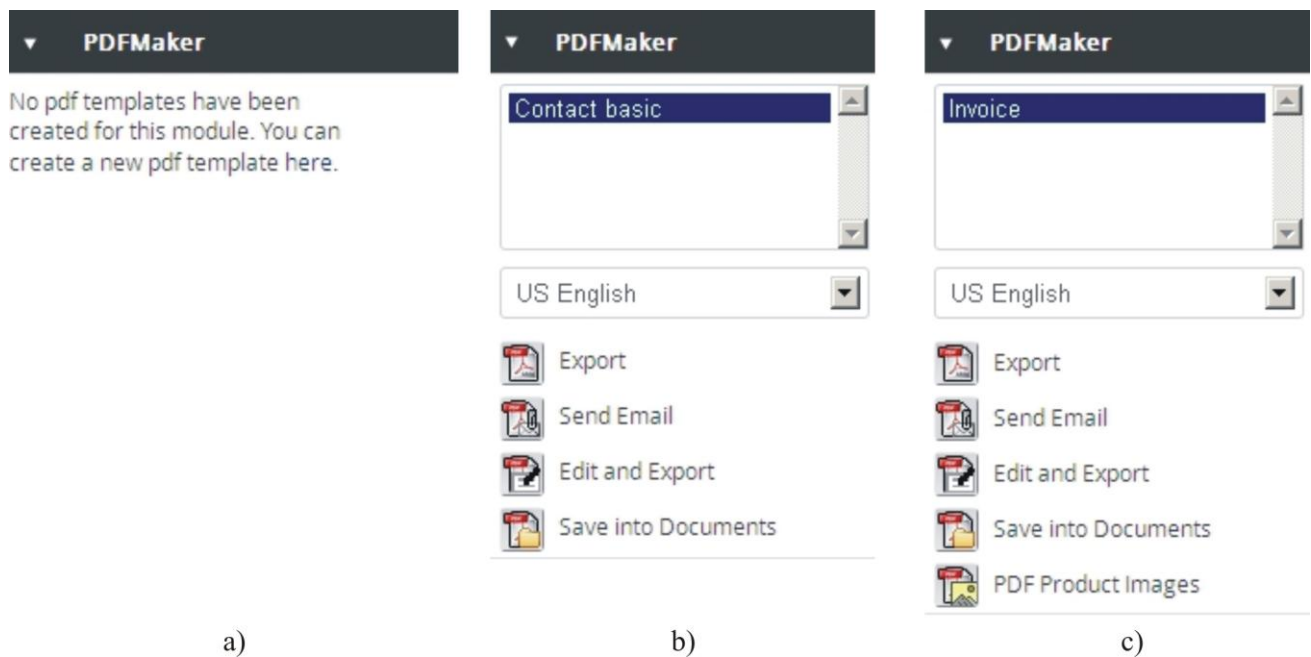 PDFMaker
No pdf templates have been
created for this module. You can
create a new pdf template here.
a)
PDFMaker
Contact basic
US English
Export
Send Email
Edit and Export
Save into Documents
b)
PDFMaker
Invoice
US English
Export
Send Email
Edit and Export
Save into Documents
PDF Product Images
c)